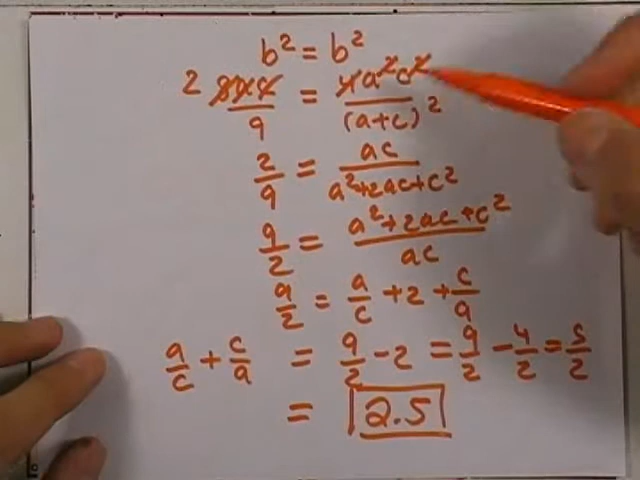 b² = b²
2 8ac/9 = 4a²c²/(a+c)²
2/9 = ac/a²+2ac+c²
9/2 = a²+2ac+c²/ac
9/2 = a/c +2 + c/a
a/c + c/a = 9/2 - 2 = 9/2 - 4/2 = 5/2
= 2.5